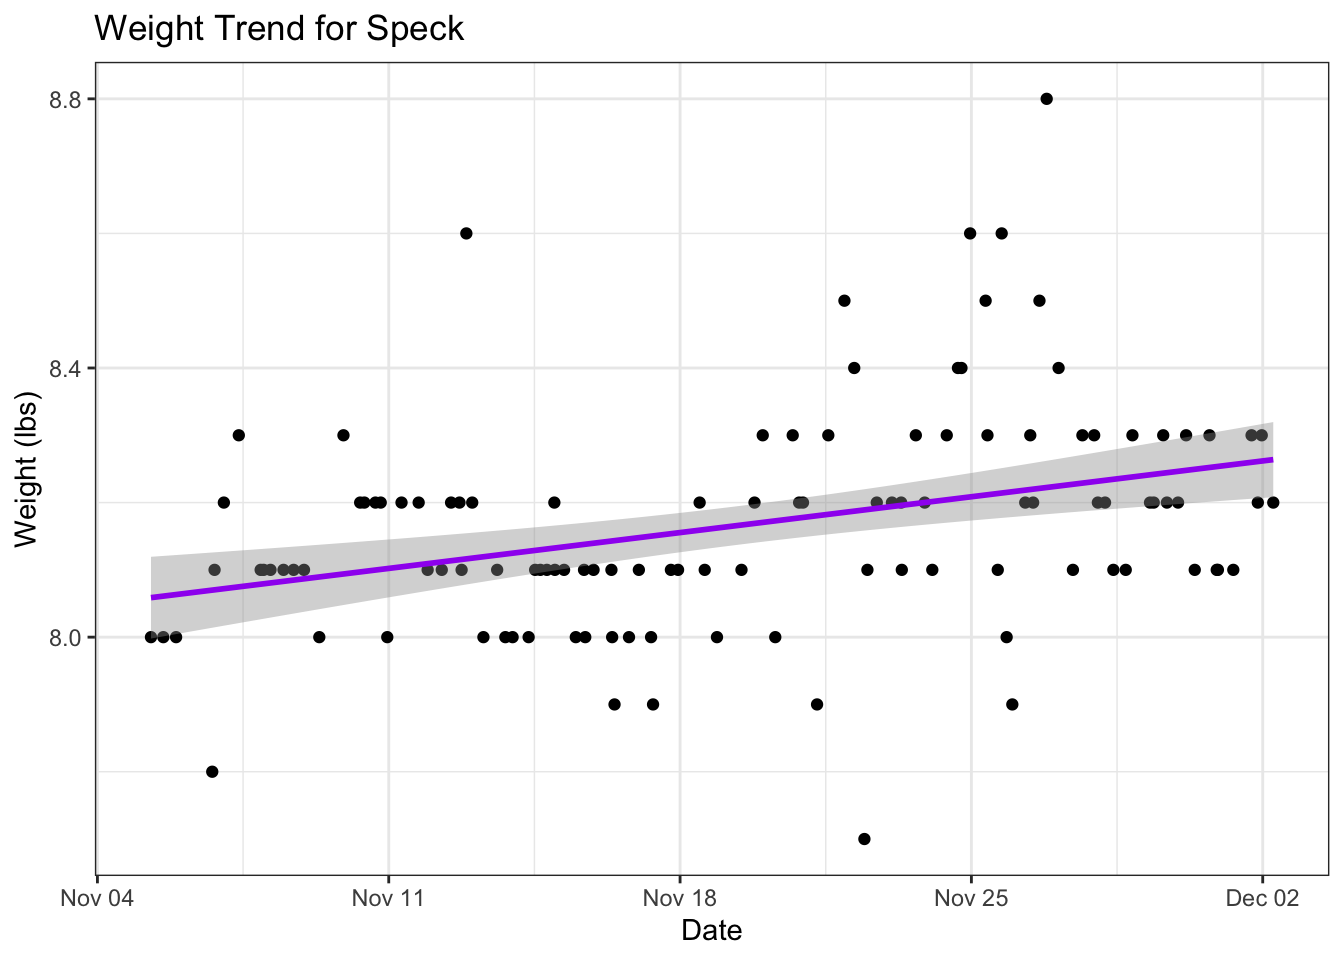 Weight Trend for Speck
8.8
8.4
8.0
Weight (lbs)
Nov 04 Nov 11 Nov 18 Nov 25 Dec 02
Date